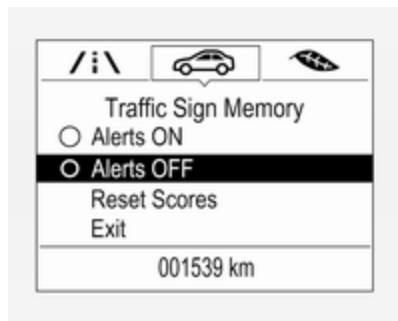 Traffic Sign Memory
Alerts ON
Alerts OFF
Reset Scores
Exit
001539 km